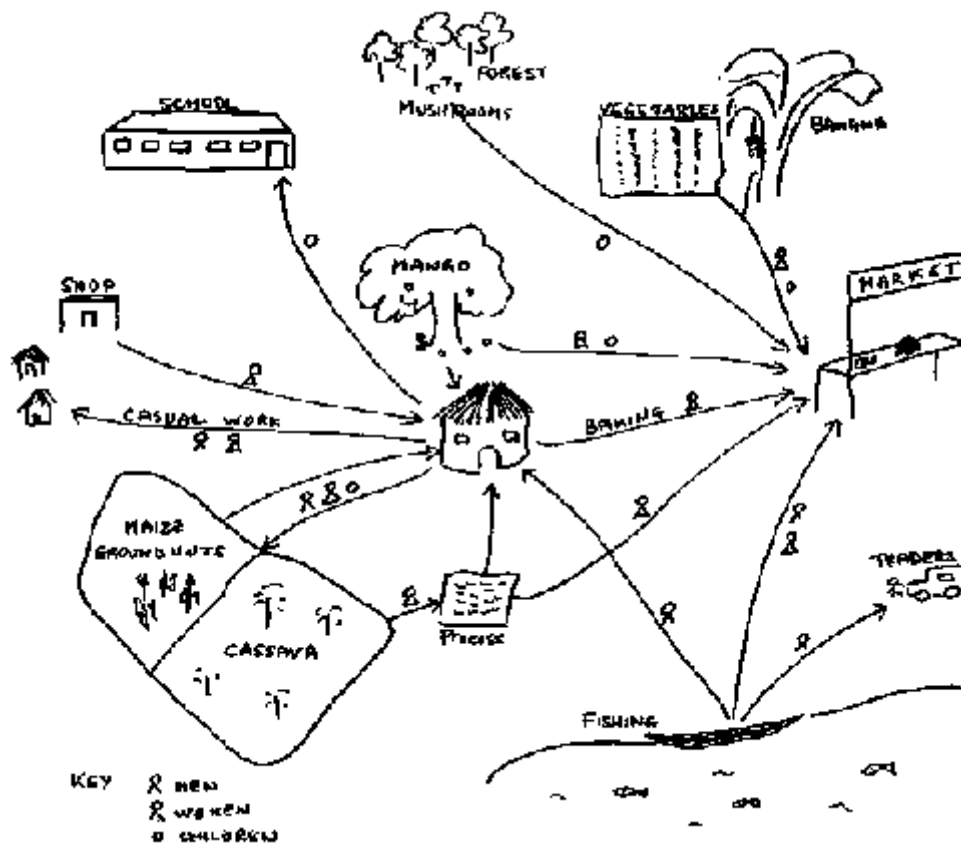 FOREST
MUSHROOMS
SCHOOL
VEGETABLES
BANANA
MANGO
MARKET
SHOP
CASUAL WORK
BAKING
MAIZE
GROUNDNUTS
CASSAVA
PROCESS
TRADERS
FISHING
KEY
MEN
WOMEN
CHILDREN